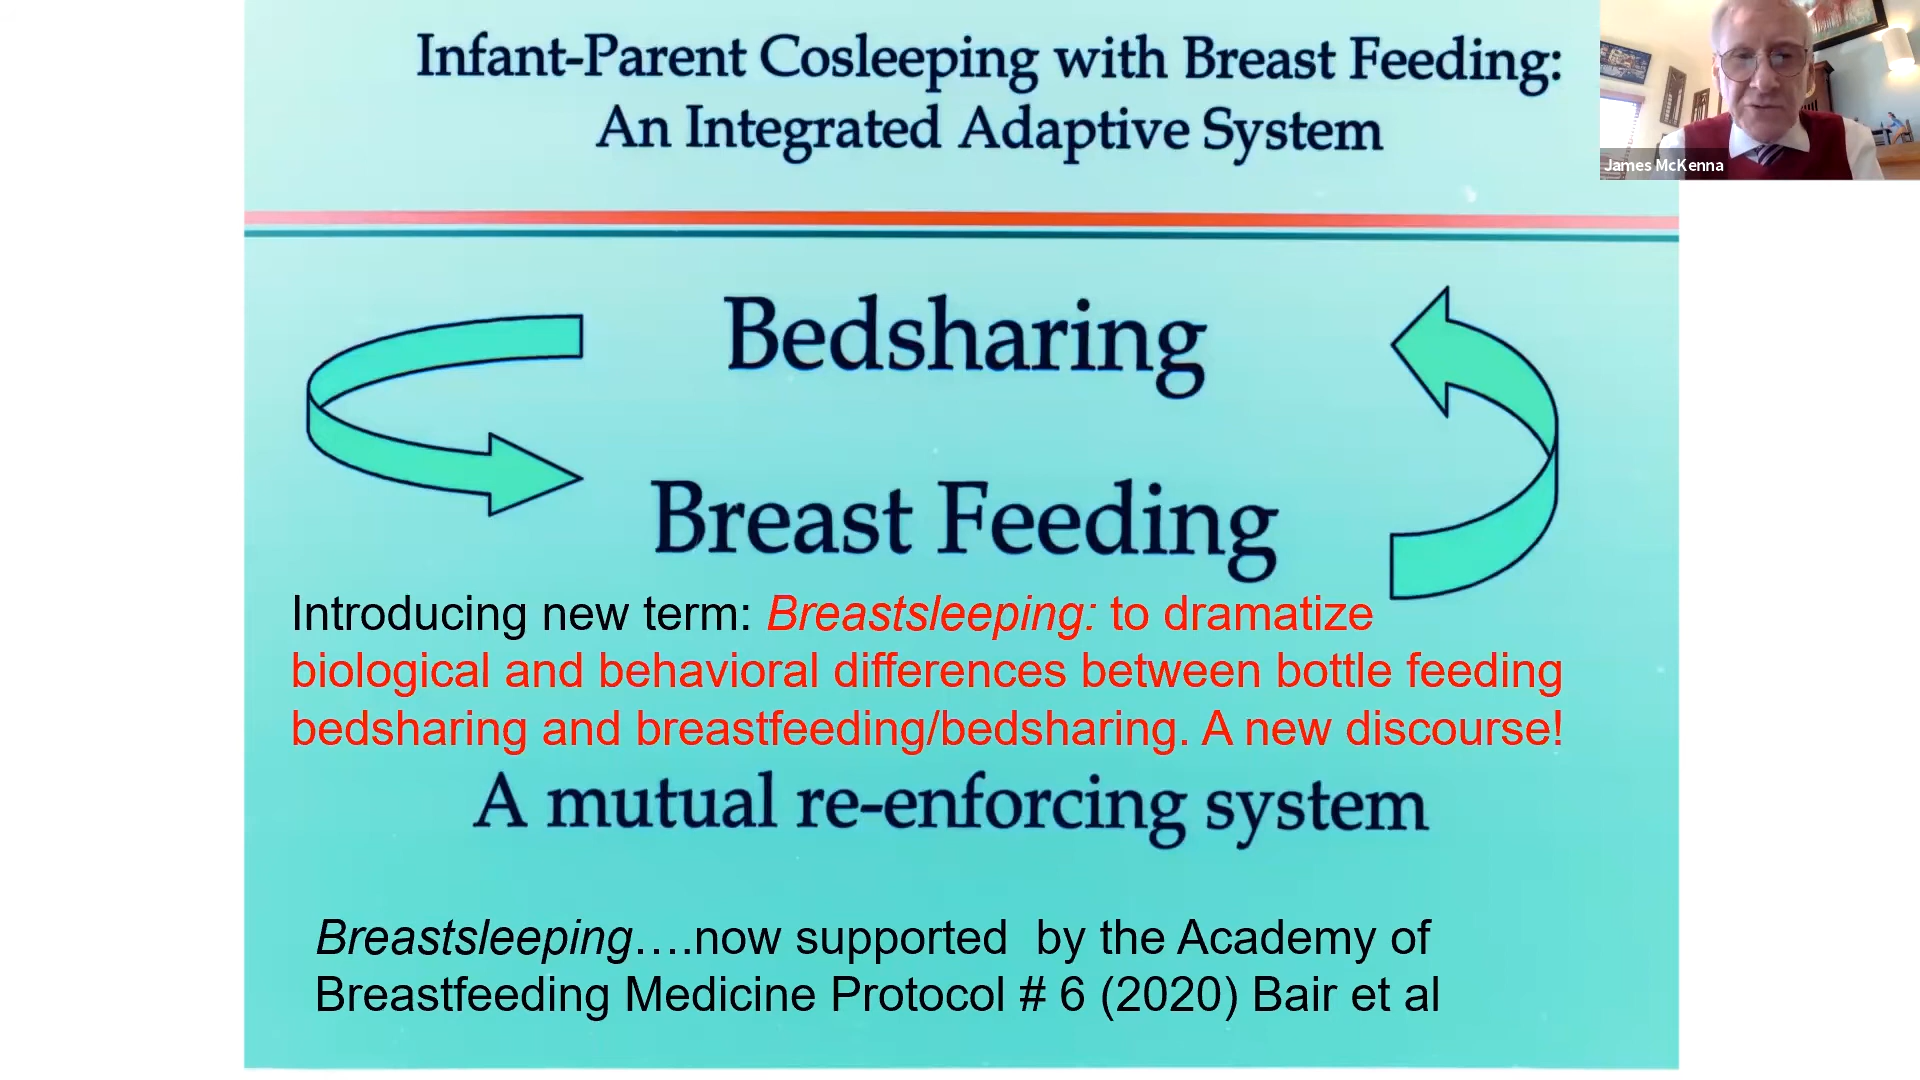 Infant-Parent Cosleeping with Breast Feeding:
An Integrated Adaptive System
James McKenna
Bedsharing
Breast Feeding
Introducing new term: Breastsleeping: to dramatize
biological and behavioral differences between bottle feeding
bedsharing and breastfeeding/bedsharing. A new discourse!
A mutual re-enforcing system
Breastsleeping….now supported  by the Academy of
Breastfeeding Medicine Protocol # 6 (2020) Bair et al